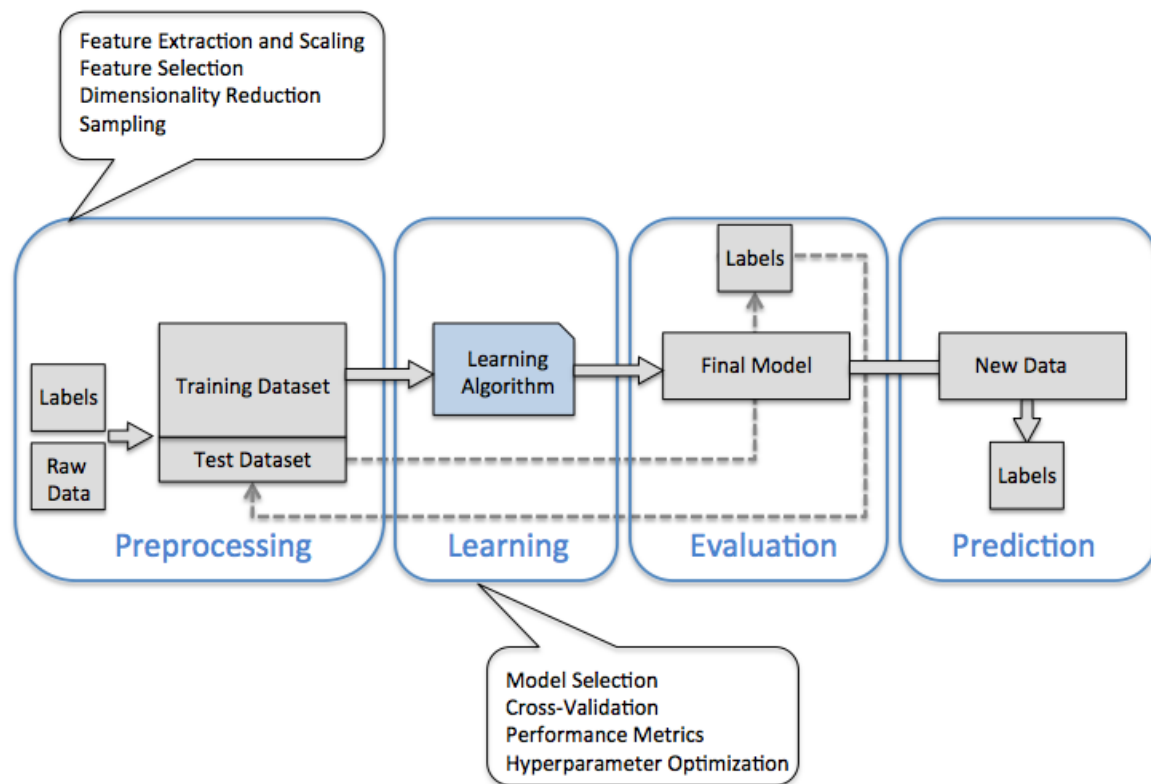 Feature Extraction and Scaling
Feature Selection
Dimensionality Reduction
Sampling
Labels
Raw
Data
Training Dataset
Test Dataset
Preprocessing
Learning
Algorithm
Learning
Labels
Final Model
Evaluation
New Data
Labels
Prediction
Model Selection
Cross-Validation
Performance Metrics
Hyperparameter Optimization